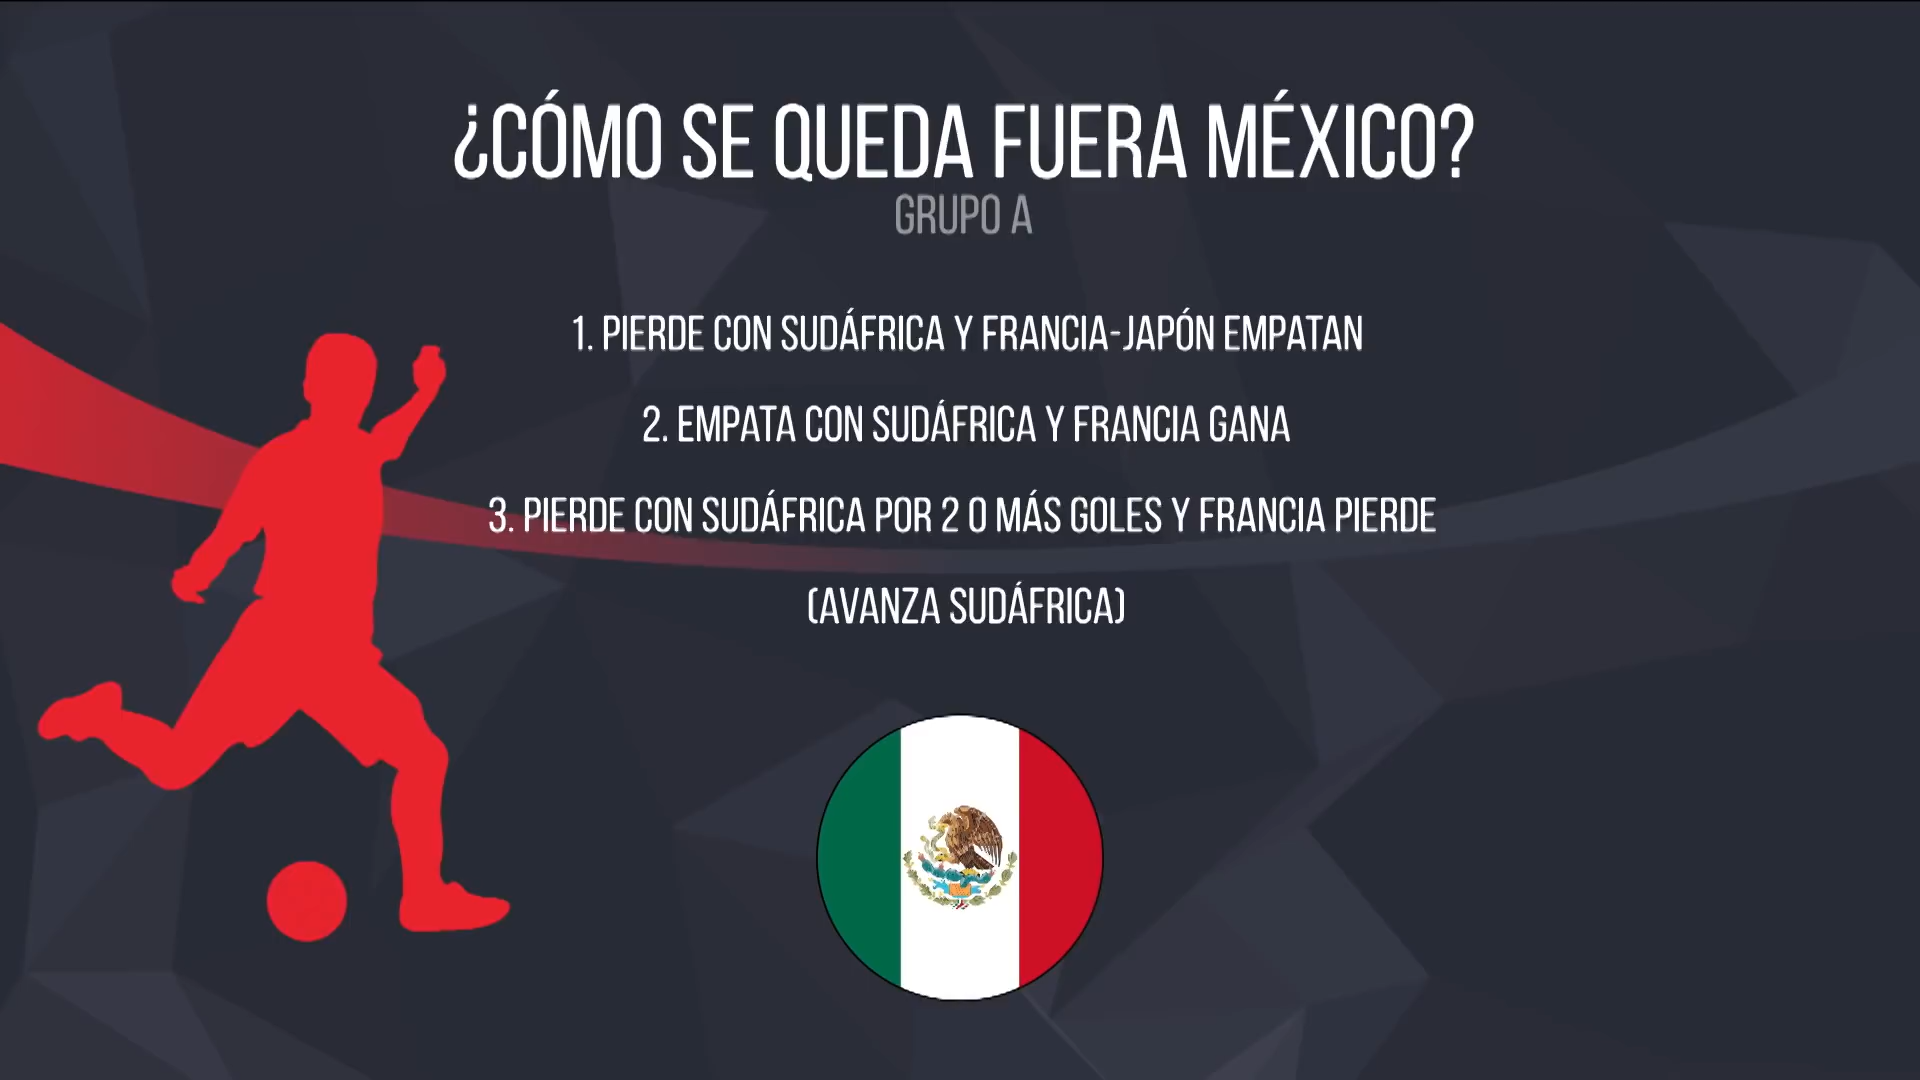 ¿CÓMO SE QUEDA FUERA MÉXICO?
GRUPO A
1. PIERDE CON SUDÁFRICA Y FRANCIA-JAPÓN EMPATAN
2. EMPATA CON SUDÁFRICA Y FRANCIA GANA
3. PIERDE CON SUDÁFRICA POR 2 O MÁS GOLES Y FRANCIA PIERDE
(AVANZA SUDÁFRICA)